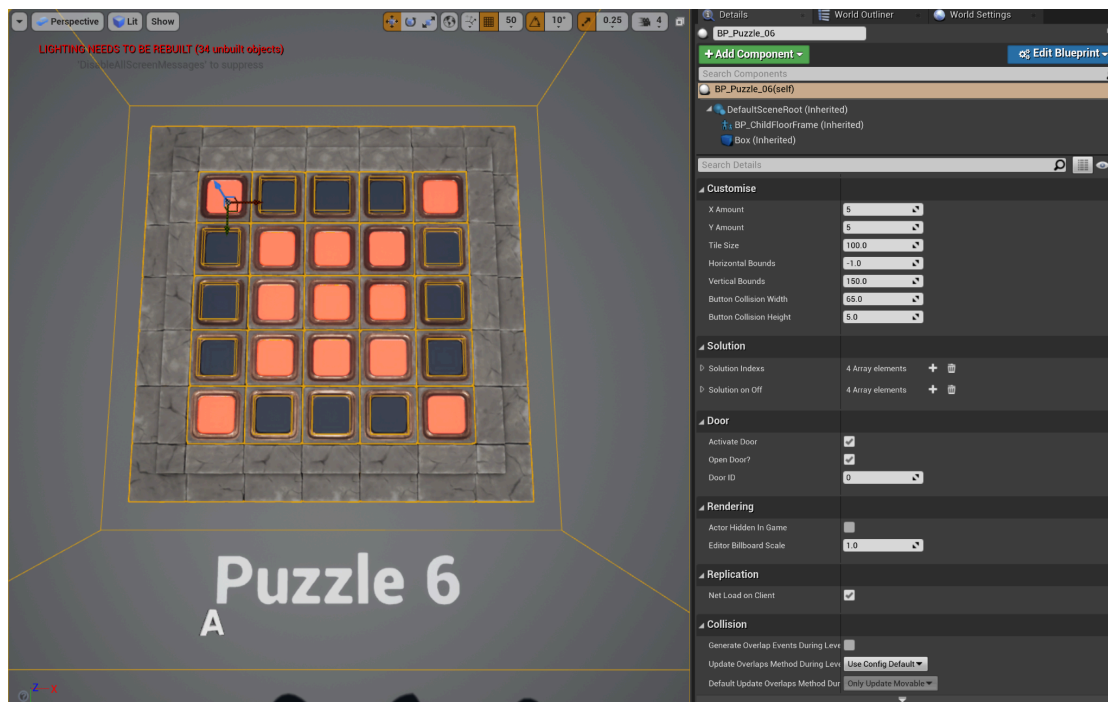 Perspective Lit Show 50 10° 0.25 4
LIGHTING NEEDS TO BE REBUILT (34 unbuilt objects)
'DisableAllScreenMessages' to suppress
Puzzle 6
A
Z X
Details World Outliner World Settings
BP_Puzzle_06
+ Add Component Edit Blueprint
Search Components
BP_Puzzle_06(self)
DefaultSceneRoot (Inherited)
BP_ChildFloorFrame (Inherited)
Box (Inherited)
Search Details
Customise
X Amount 5
Y Amount 5
Tile Size 100.0
Horizontal Bounds -1.0
Vertical Bounds 150.0
Button Collision Width 65.0
Button Collision Height 5.0
Solution
Solution Indexs 4 Array elements
Solution on Off 4 Array elements
Door
Activate Door
Open Door?
Door ID 0
Rendering
Actor Hidden In Game
Editor Billboard Scale 1.0
Replication
Net Load on Client
Collision
Generate Overlap Events During Leve
Update Overlaps Method During Leve Use Config Default
Default Update Overlaps Method Dur Only Update Movable